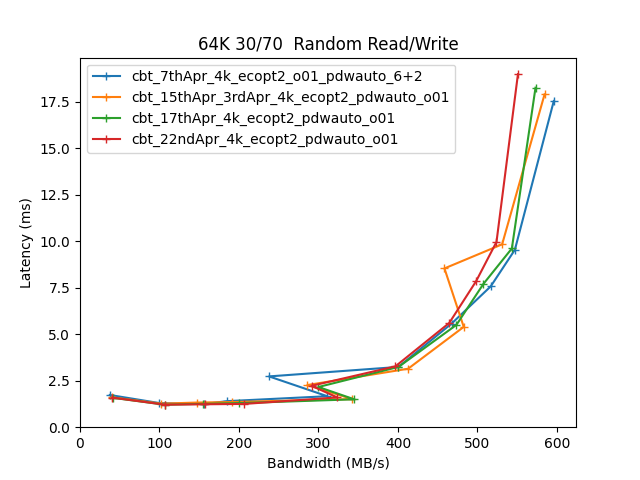 64K 30/70  Random Read/Write
cbt_7thApr_4k_ecopt2_o01_pdwauto_6+2
cbt_15thApr_3rdApr_4k_ecopt2_pdwauto_o01
cbt_17thApr_4k_ecopt2_pdwauto_o01
cbt_22ndApr_4k_ecopt2_pdwauto_o01
Latency (ms)
17.5
15.0
12.5
10.0
7.5
5.0
2.5
0.0
0 100 200 300 400 500 600
Bandwidth (MB/s)